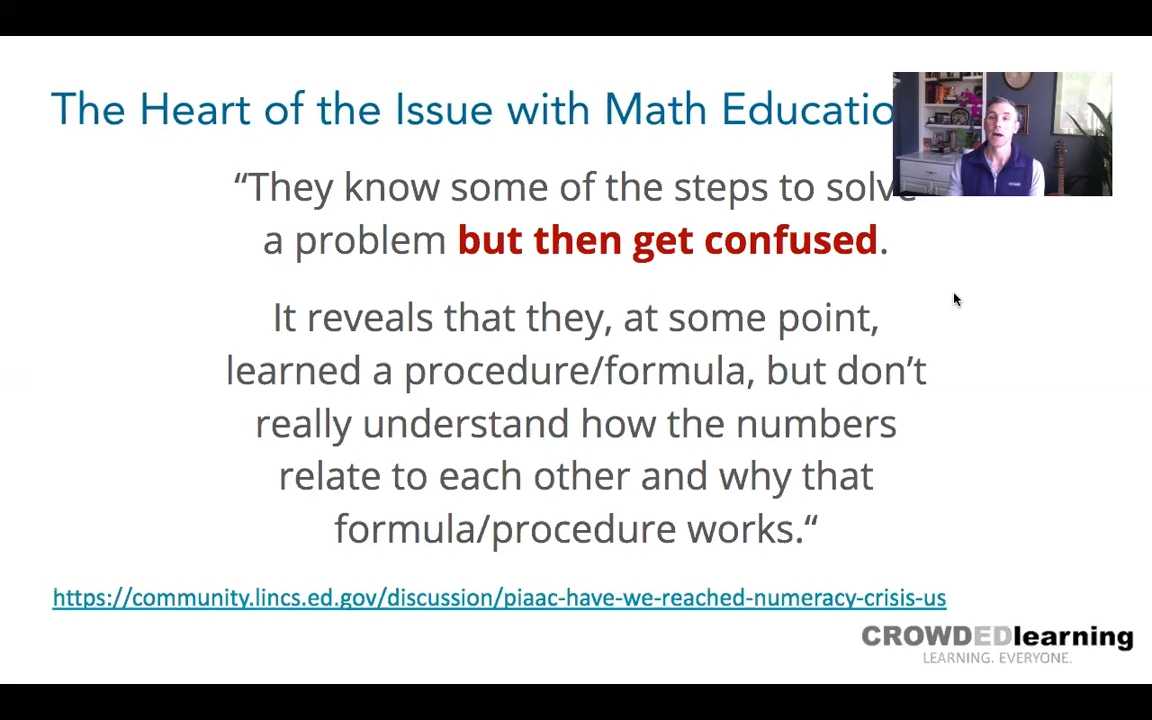 The Heart of the Issue with Math Educatio
“They know some of the steps to solve
a problem but then get confused.
It reveals that they, at some point,
learned a procedure/formula, but don’t
really understand how the numbers
relate to each other and why that
formula/procedure works.“
https://community.lincs.ed.gov/discussion/piaac-have-we-reached-numeracy-crisis-us
CROWDEDlearning
LEARNING. EVERYONE.